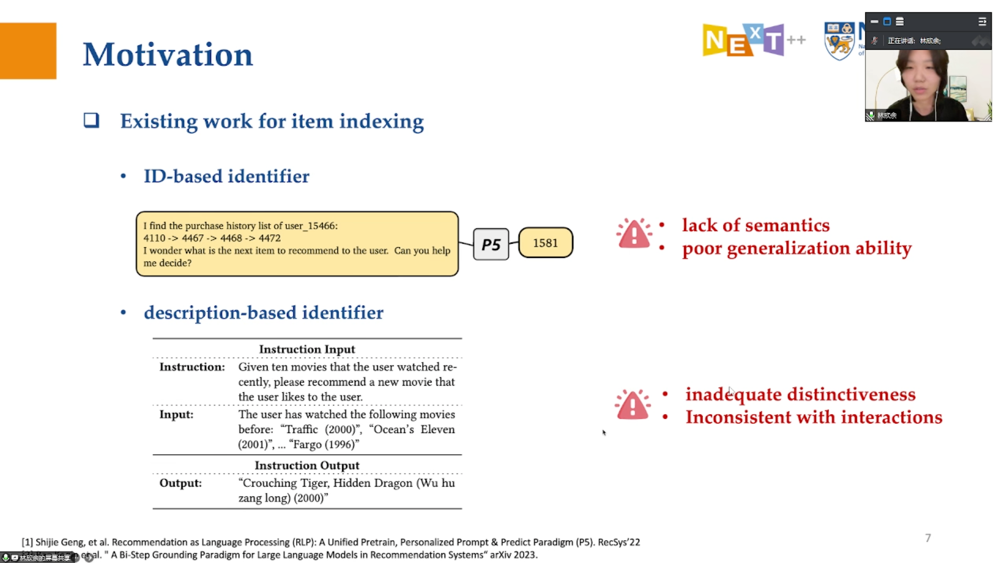 Motivation
NExT++
Na
of
正在讲话: 林欣余;
林欣余
Existing work for item indexing
• ID-based identifier
I find the purchase history list of user_15466:
4110 -> 4467 -> 4468 -> 4472
I wonder what is the next item to recommend to the user. Can you help
me decide?
P5
1581
• lack of semantics
• poor generalization ability
• description-based identifier
Instruction Input
Instruction: Given ten movies that the user watched re-
cently, please recommend a new movie that
the user likes to the user.
Input: The user has watched the following movies
before: “Traffic (2000)”, “Ocean’s Eleven
(2001)”, ... “Fargo (1996)”
Instruction Output
Output: “Crouching Tiger, Hidden Dragon (Wu hu
zang long) (2000)”
• inadequate distinctiveness
• Inconsistent with interactions
7
[1] Shijie Geng, et al. Recommendation as Language Processing (RLP): A Unified Pretrain, Personalized Prompt & Predict Paradigm (P5). RecSys’22
et al. " A Bi-Step Grounding Paradigm for Large Language Models in Recommendation Systems“ arXiv 2023.
林欣余的屏幕共享